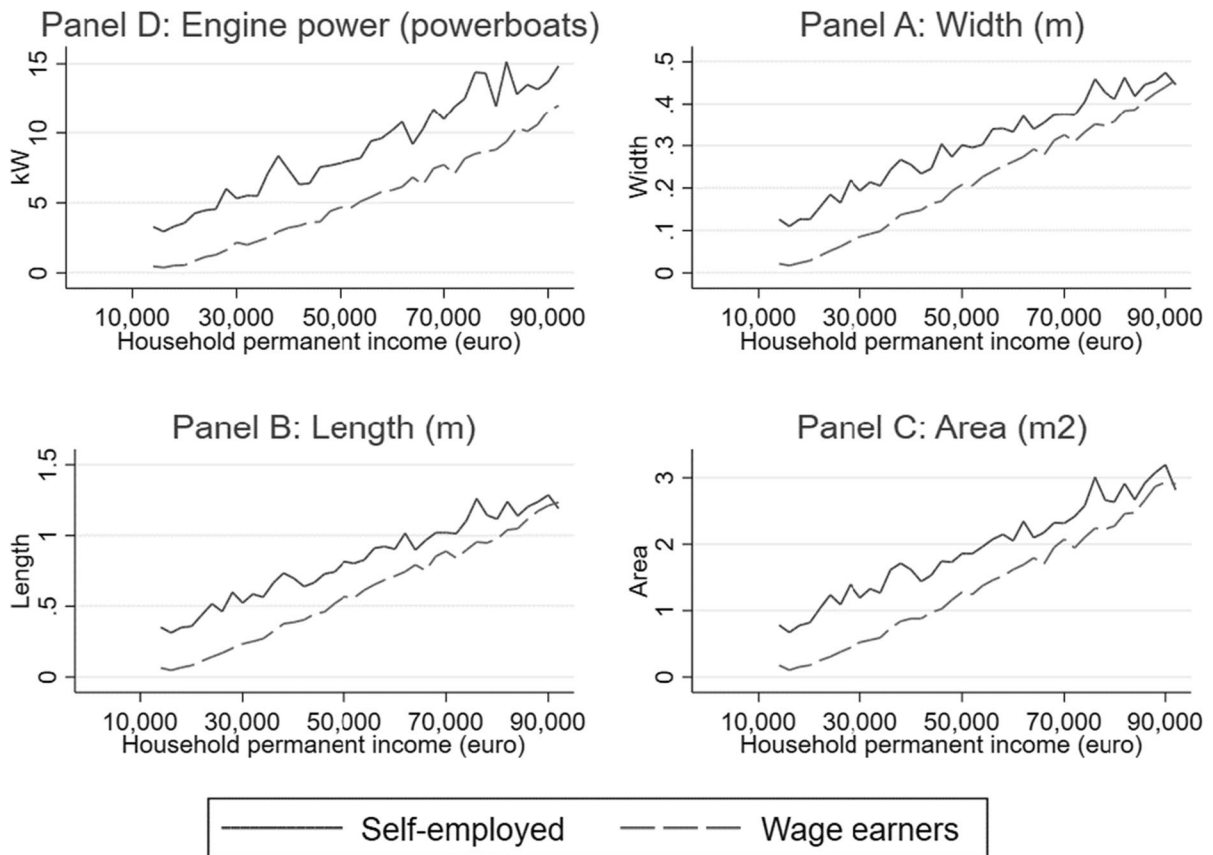 Panel D: Engine power (powerboats)
15
10
5
0
kW
10,000 30,000 50,000 70,000 90,000
Household permanent income (euro)
Panel A: Width (m)
.5
.4
.3
.2
.1
0
Width
10,000 30,000 50,000 70,000 90,000
Household permanent income (euro)
Panel B: Length (m)
1.5
1
.5
0
Length
10,000 30,000 50,000 70,000 90,000
Household permanent income (euro)
Panel C: Area (m2)
3
2
1
0
Area
10,000 30,000 50,000 70,000 90,000
Household permanent income (euro)
Self-employed Wage earners